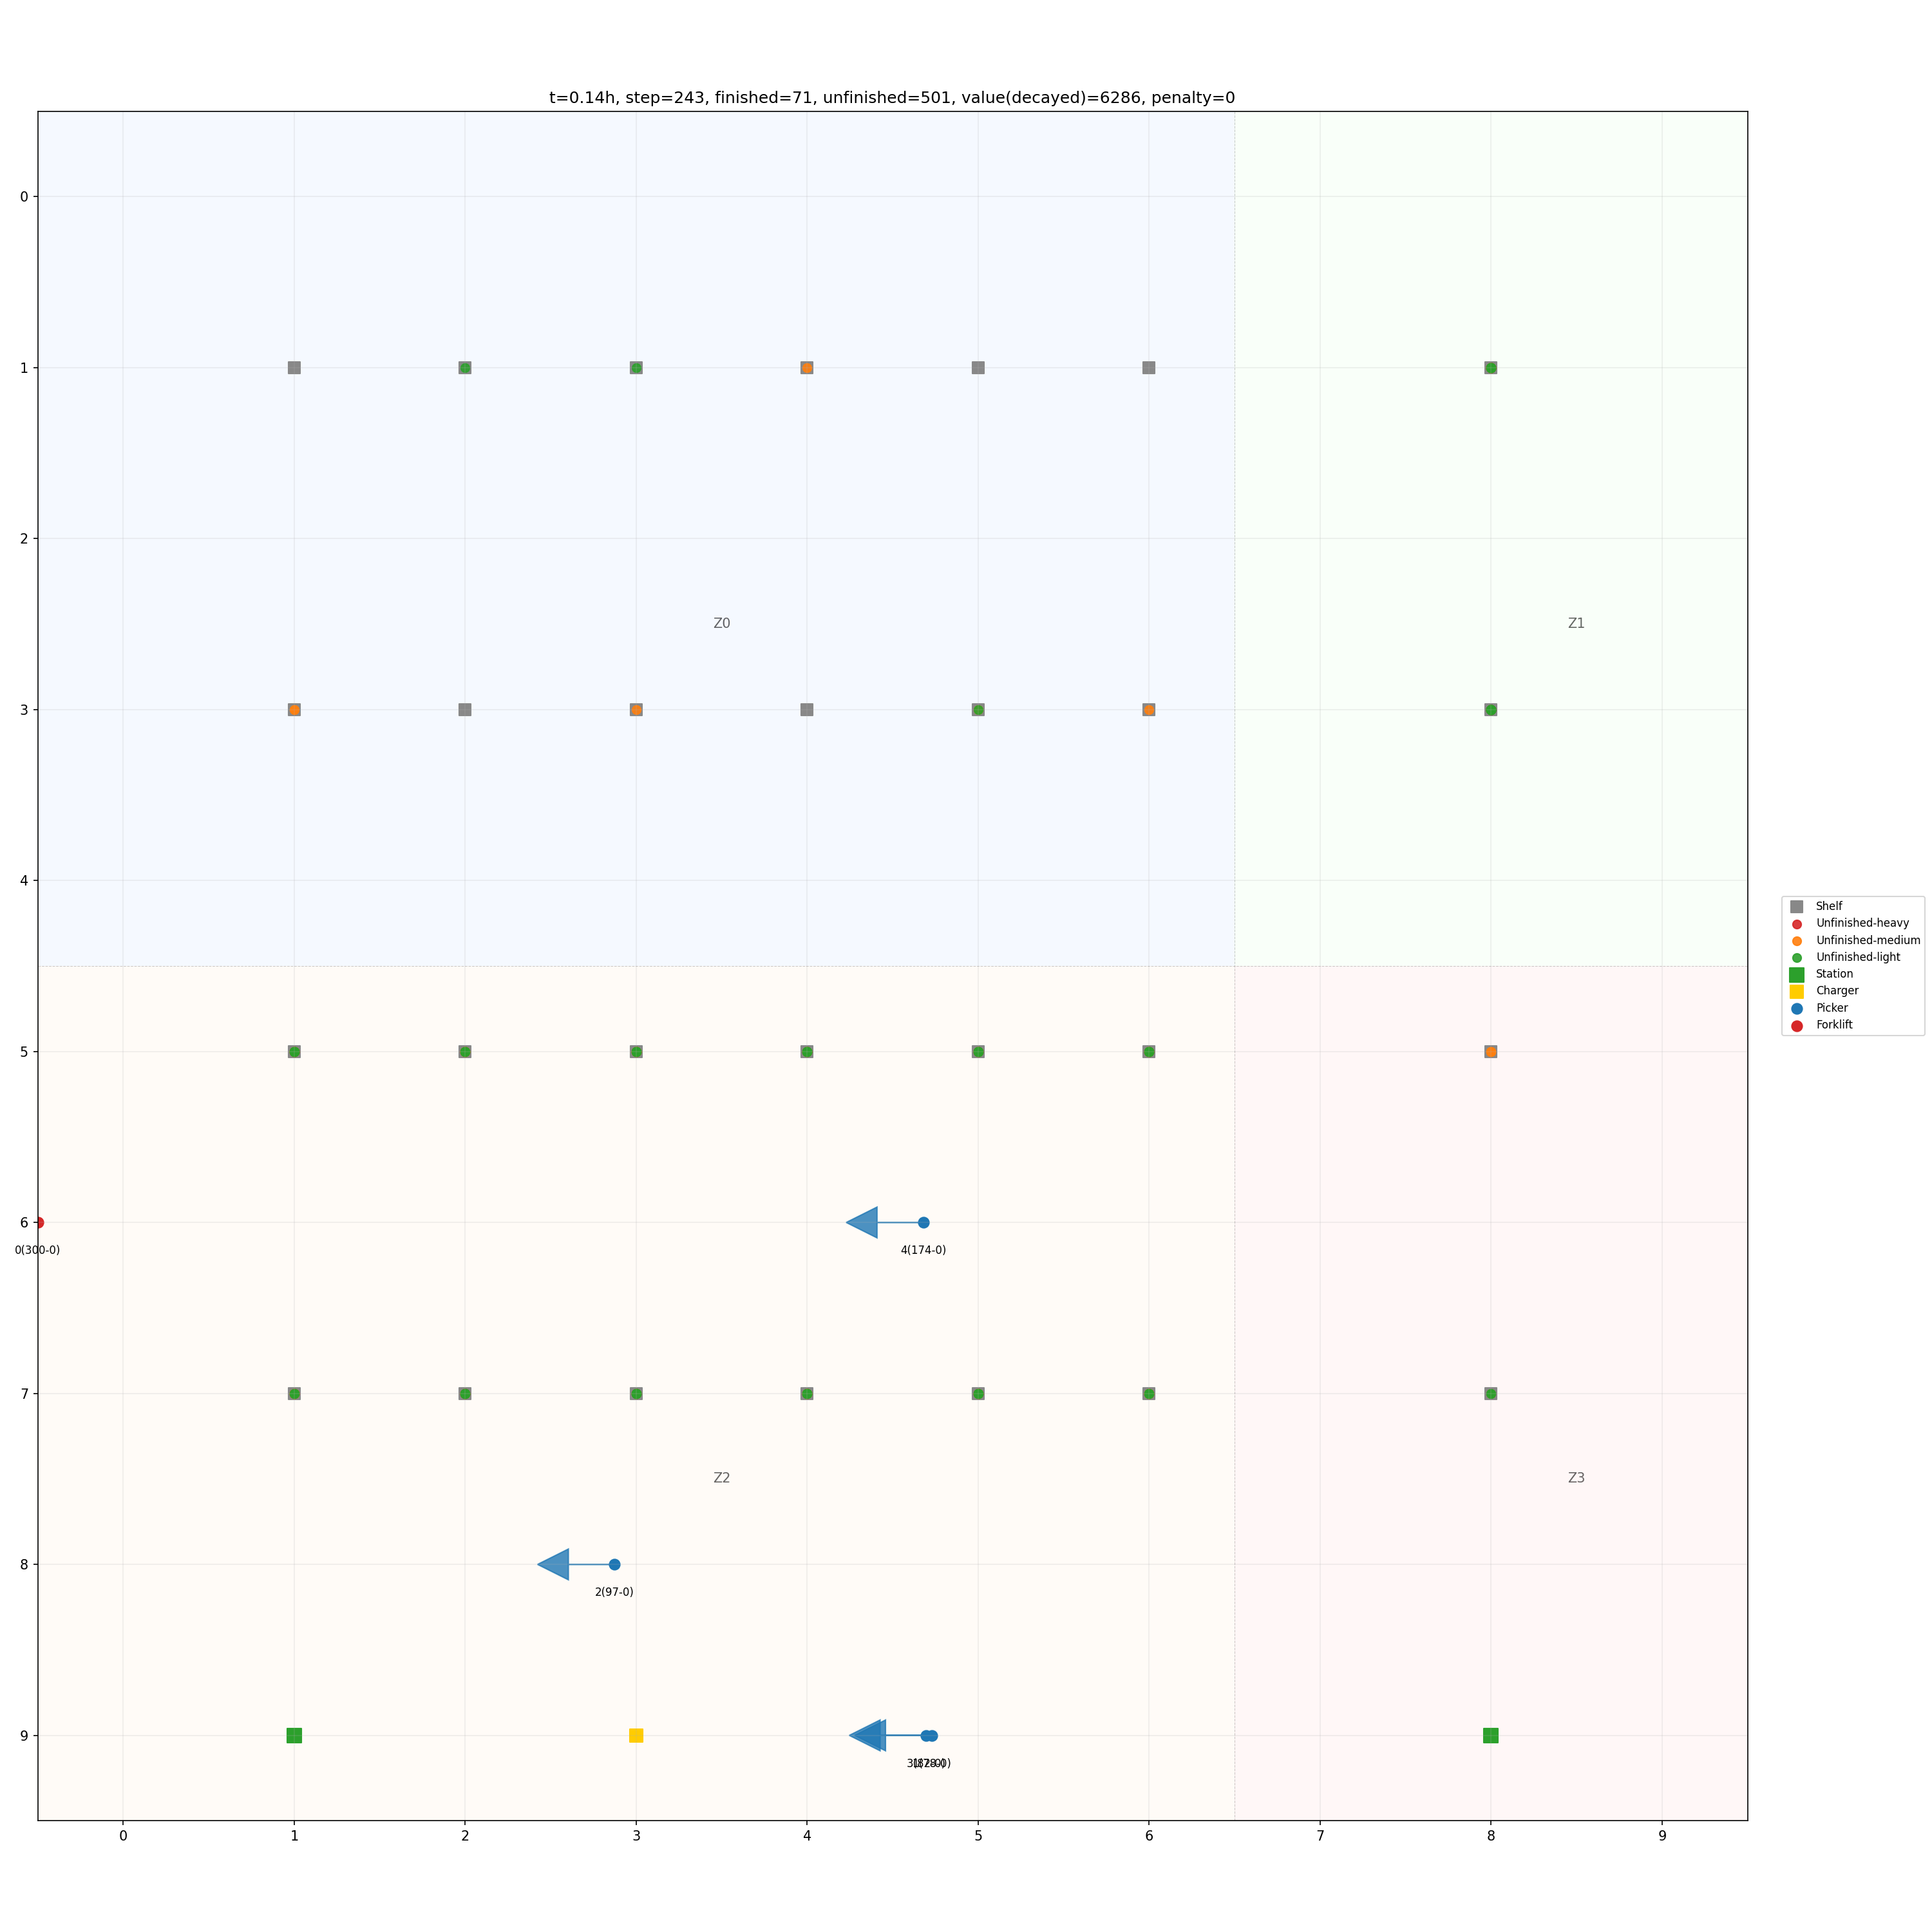 t=0.14h, step=243, finished=71, unfinished=501, value(decayed)=6286, penalty=0
0
1
2
Z0
Z1
3
4
Shelf
Unfinished-heavy
Unfinished-medium
Unfinished-light
Station
Charger
Picker
Forklift
5
6
0(300-0)
4(174-0)
7
Z2
Z3
8
2(97-0)
9
0 1 2 3 4 5 6 7 8 9